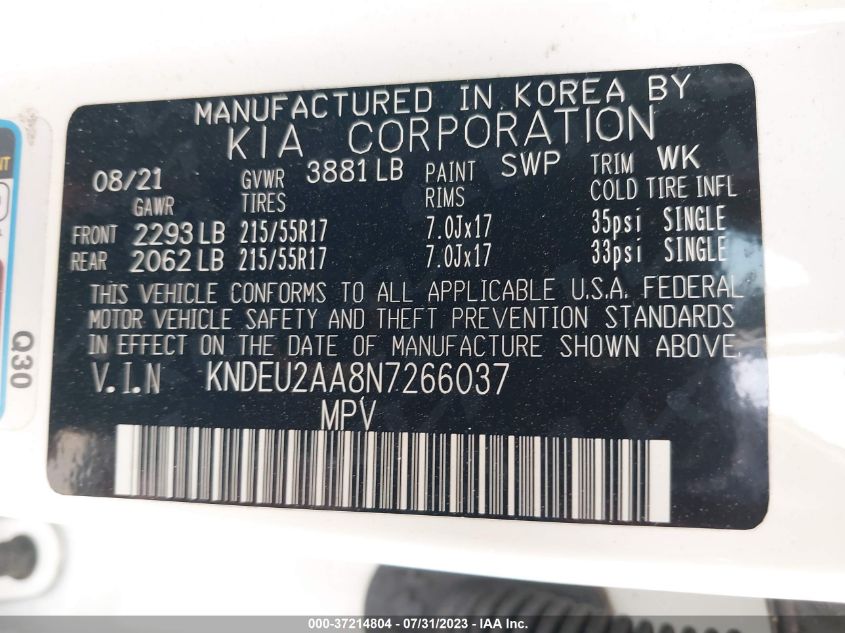 MANUFACTURED IN KOREA BY
KIA CORPORATION
08/21 GVWR 3881 LB PAINT SWP TRIM WK
GAWR TIRES RIMS COLD TIRE INFL
FRONT 2293 LB 215/55R17 7.0Jx17 35psi SINGLE
REAR 2062 LB 215/55R17 7.0Jx17 33psi SINGLE
THIS VEHICLE CONFORMS TO ALL APPLICABLE U.S.A. FEDERAL
MOTOR VEHICLE SAFETY AND THEFT PREVENTION STANDARDS
IN EFFECT ON THE DATE OF MANUFACTURE SHOWN ABOVE.
V.I.N KNDEU2AA8N7266037
MPV
Q30
000-37214804 - 07/31/2023 - IAA Inc.